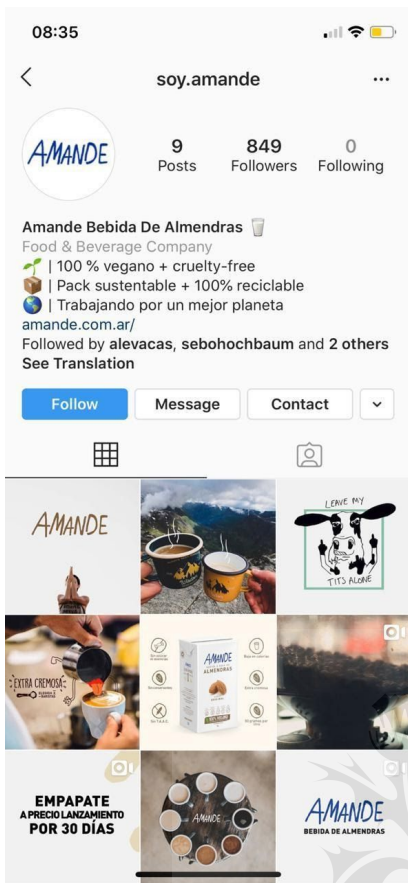 08:35
soy.amande
AMANDE
9
Posts
849
Followers
0
Following
Amande Bebida De Almendras
Food & Beverage Company
| 100 % vegano + cruelty-free
| Pack sustentable + 100% reciclable
| Trabajando por un mejor planeta
amande.com.ar/
Followed by alevacas, sebohochbaum and 2 others
See Translation
Follow
Message
Contact
AMANDE
LEAVE MY
TITS ALONE
EXTRA CREMOSA
AMANDE
ALMENDRAS
EMPAPATE
A PRECIO LANZAMIENTO
POR 30 DÍAS
AMANDE
AMANDE
BEBIDA DE ALMENDRAS